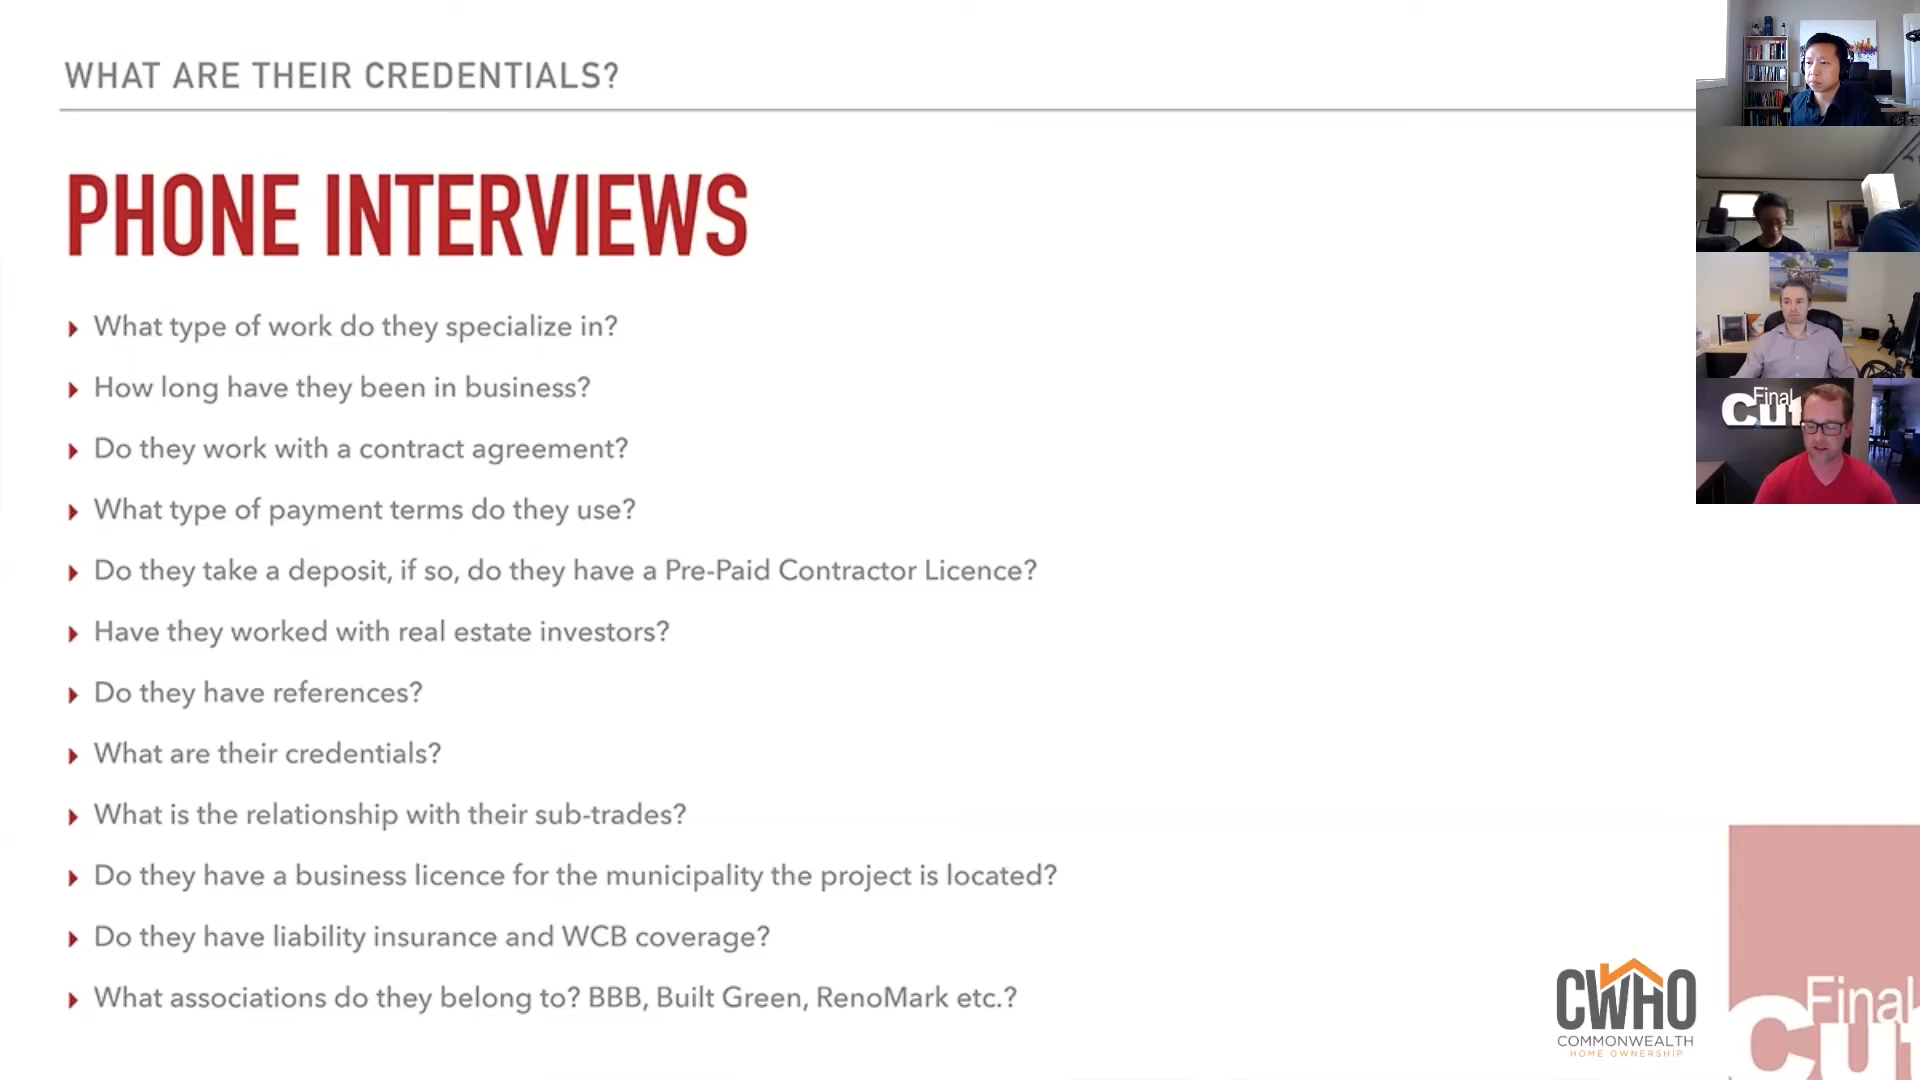 WHAT ARE THEIR CREDENTIALS?
PHONE INTERVIEWS
What type of work do they specialize in?
How long have they been in business?
Do they work with a contract agreement?
What type of payment terms do they use?
Do they take a deposit, if so, do they have a Pre-Paid Contractor Licence?
Have they worked with real estate investors?
Do they have references?
What are their credentials?
What is the relationship with their sub-trades?
Do they have a business licence for the municipality the project is located?
Do they have liability insurance and WCB coverage?
What associations do they belong to? BBB, Built Green, RenoMark etc.?
Final
Cut
CWHO
COMMONWEALTH
HOME OWNERSHIP
Final
Cut